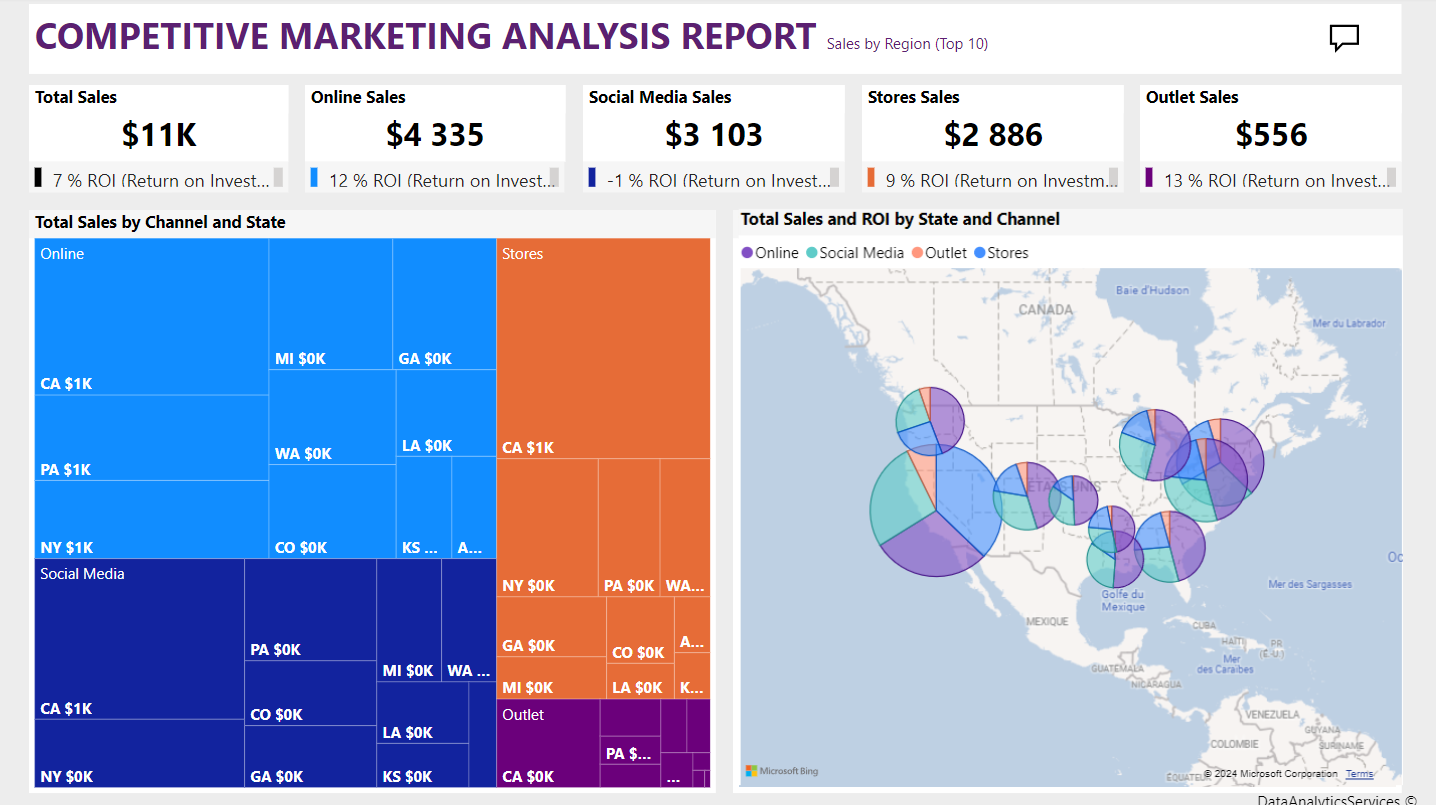 COMPETITIVE MARKETING ANALYSIS REPORT Sales by Region (Top 10)
Total Sales
$11K
7 % ROI (Return on Invest...
Online Sales
$4 335
12 % ROI (Return on Invest...
Social Media Sales
$3 103
-1 % ROI (Return on Invest...
Stores Sales
$2 886
9 % ROI (Return on Investm...
Outlet Sales
$556
13 % ROI (Return on Invest...
Total Sales by Channel and State
Online
CA $1K
PA $1K
NY $1K
MI $0K
GA $0K
WA $0K
LA $0K
CO $0K
KS ...
A...
Social Media
CA $1K
NY $0K
PA $0K
CO $0K
GA $0K
MI $0K
WA ...
LA $0K
KS $0K
Stores
CA $1K
NY $0K
PA $0K
WA...
GA $0K
CO $0K
A...
MI $0K
LA $0K
K...
Outlet
CA $0K
PA $...
...
Total Sales and ROI by State and Channel
Online Social Media Outlet Stores
Baie d'Hudson
CANADA
Mer du Labrador
ÉTATS-UNIS
Oc
Golfe du
Mexique
Mer des Sargasses
MEXIQUE
CUBA
HAÏTI
PR
(É.-U.)
Mer
des Caraïbes
GUATEMALA
NICARAGUA
VENEZUELA
GUYANA
COLOMBIE
SURINAME
ÉQUATEU
Microsoft Bing
© 2024 Microsoft Corporation Terms
DataAnalyticsServices ©